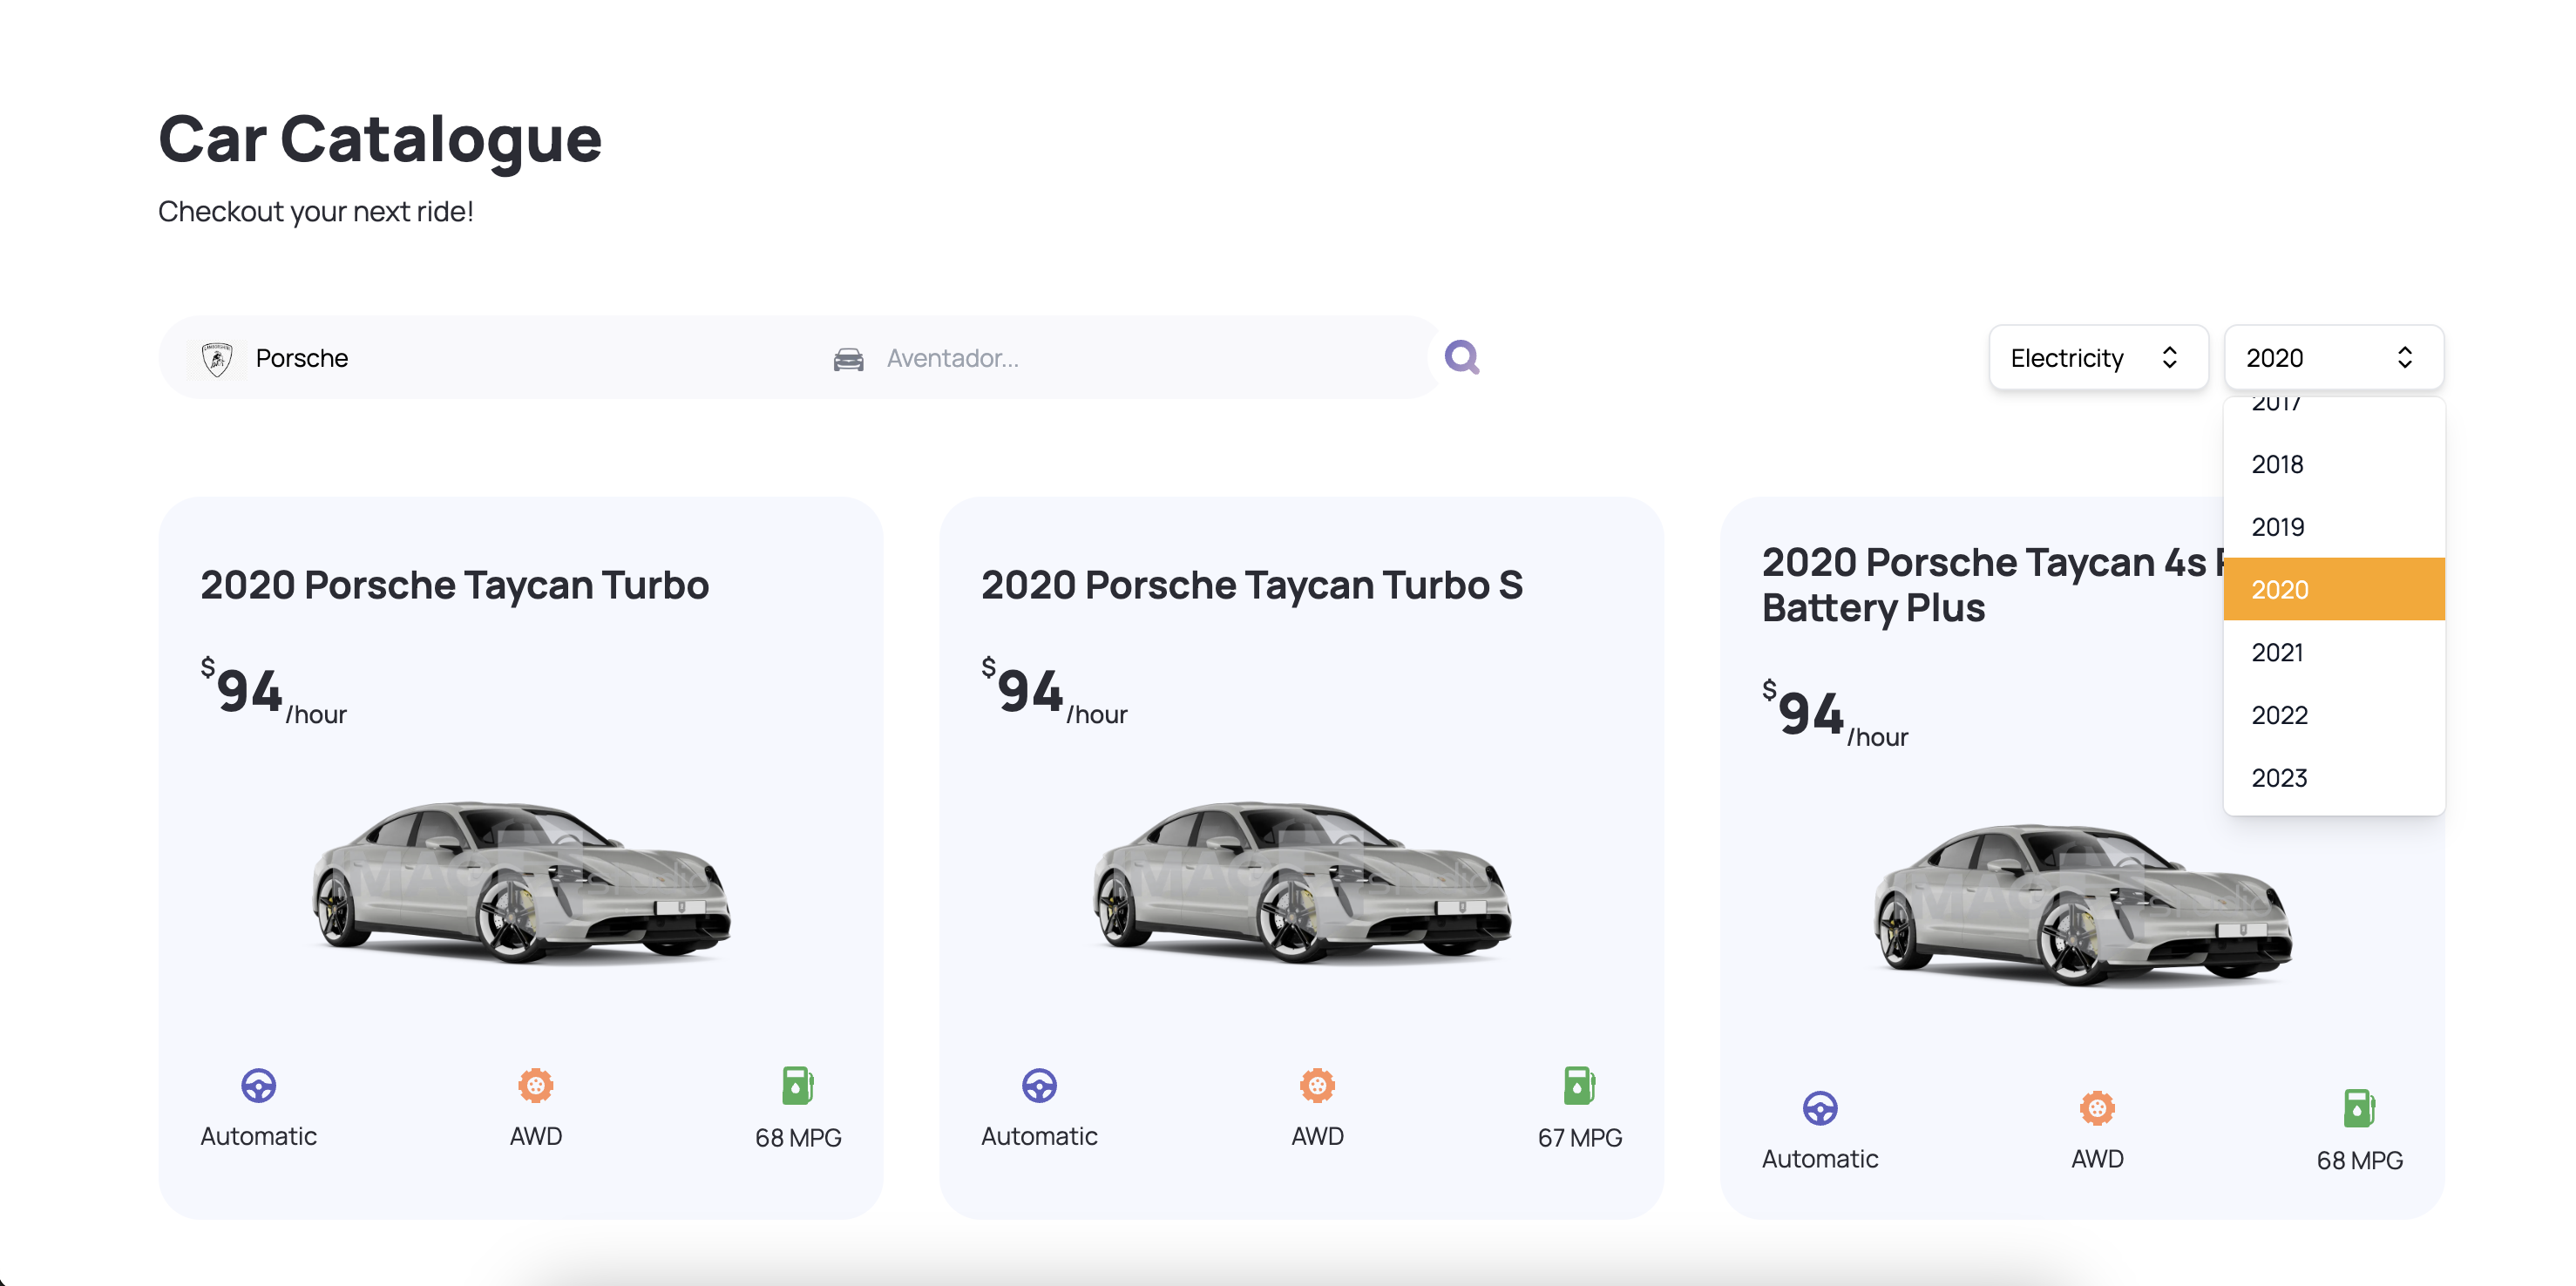 Car Catalogue
Checkout your next ride!
Porsche
Aventador...
Electricity
2020
2017
2018
2019
2020
2021
2022
2023
2020 Porsche Taycan Turbo
$94/hour
Automatic
AWD
68 MPG
2020 Porsche Taycan Turbo S
$94/hour
Automatic
AWD
67 MPG
2020 Porsche Taycan 4s
Battery Plus
$94/hour
Automatic
AWD
68 MPG